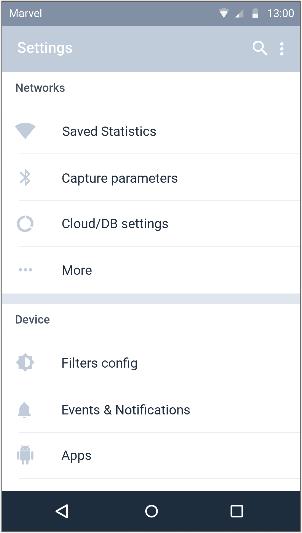 Marvel 13:00
Settings
Networks
Saved Statistics
Capture parameters
Cloud/DB settings
More
Device
Filters config
Events & Notifications
Apps